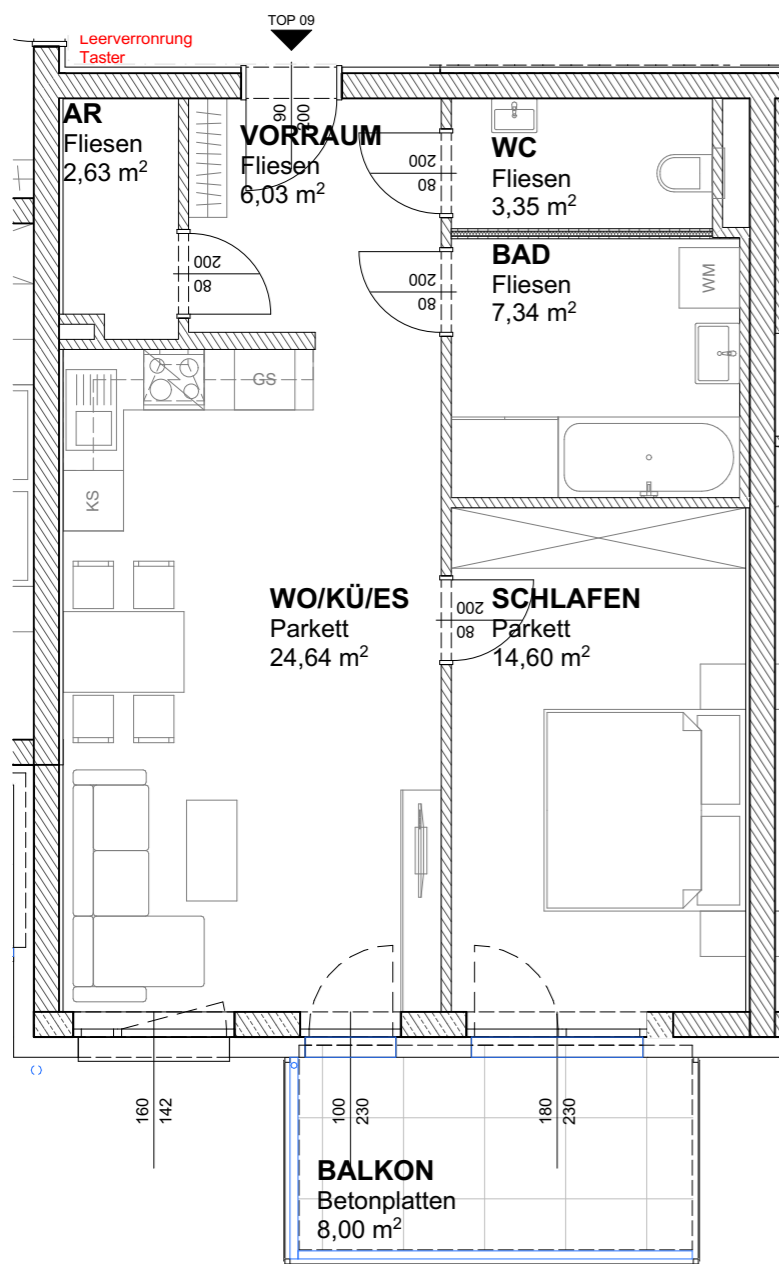 TOP 09
Leerverrohrung
Taster
AR
Fliesen
2,63 m²
VORRAUM
Fliesen
6,03 m²
90
200
WC
Fliesen
3,35 m²
200
80
BAD
Fliesen
7,34 m²
200
80
200
80
WM
GS
KS
WO/KÜ/ES
Parkett
24,64 m²
200
80
SCHLAFEN
Parkett
14,60 m²
160
142
100
230
180
230
BALKON
Betonplatten
8,00 m²